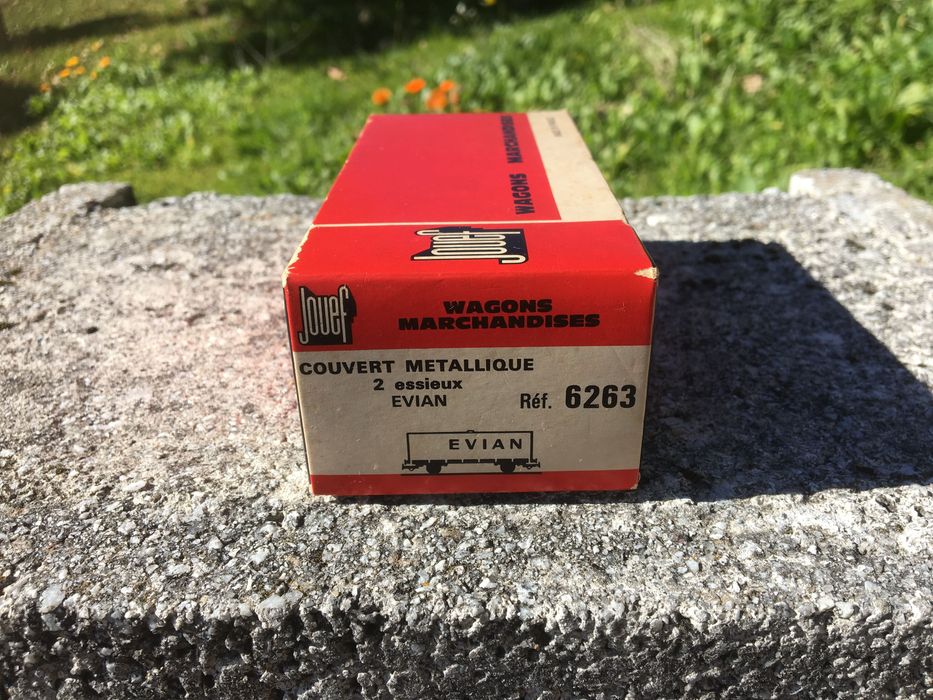 WAGONS MARCHANDISES
Jouef
Jouef
WAGONS
MARCHANDISES
COUVERT METALLIQUE
2 essieux
EVIAN
Réf. 6263
EVIAN